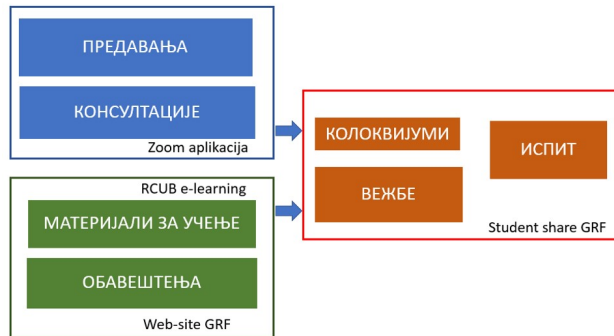 ПРЕДАВАЊА
КОНСУЛТАЦИЈЕ
Zoom aplikacija
RCUB e-learning
МАТЕРИЈАЛИ ЗА УЧЕЊЕ
ОБАВЕШТЕЊА
Web-site GRF
КОЛОКВИЈУМИ
ИСПИТ
ВЕЖБЕ
Student share GRF